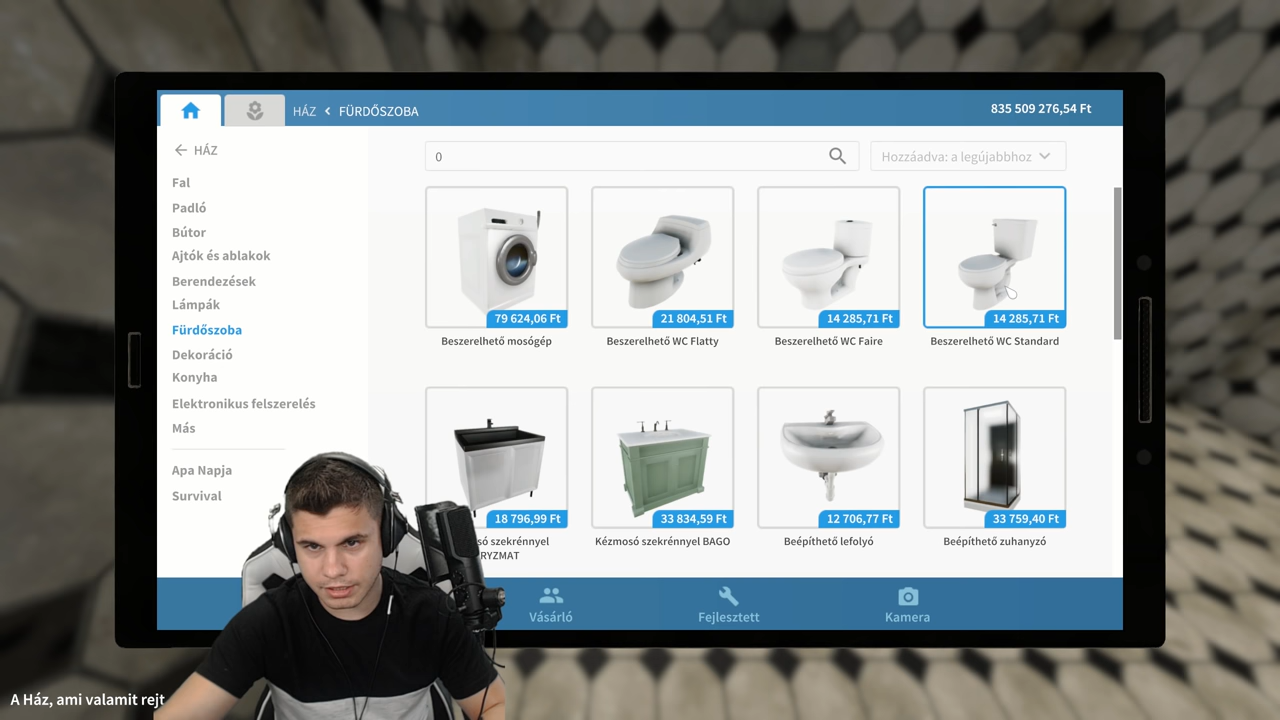 HÁZ < FÜRDŐSZOBA
835 509 276,54 Ft
HÁZ
0
Hozzáadva: a legújabbhoz
Fal
Padló
Bútor
Ajtók és ablakok
Berendezések
Lámpák
Fürdőszoba
Dekoráció
Konyha
Elektronikus felszerelés
Más
Apa Napja
Survival
79 624,06 Ft
21 804,51 Ft
14 285,71 Ft
14 285,71 Ft
Beszerelhető mosógép
Beszerelhető WC Flatty
Beszerelhető WC Faire
Beszerelhető WC Standard
18 796,99 Ft
33 834,59 Ft
12 706,77 Ft
33 759,40 Ft
szekrénnyel
Kézmosó szekrénnyel BAGO
Beépíthető lefolyó
Beépíthető zuhanyzó
Vásárló
Fejlesztett
Kamera
A Ház, ami valamit rejt